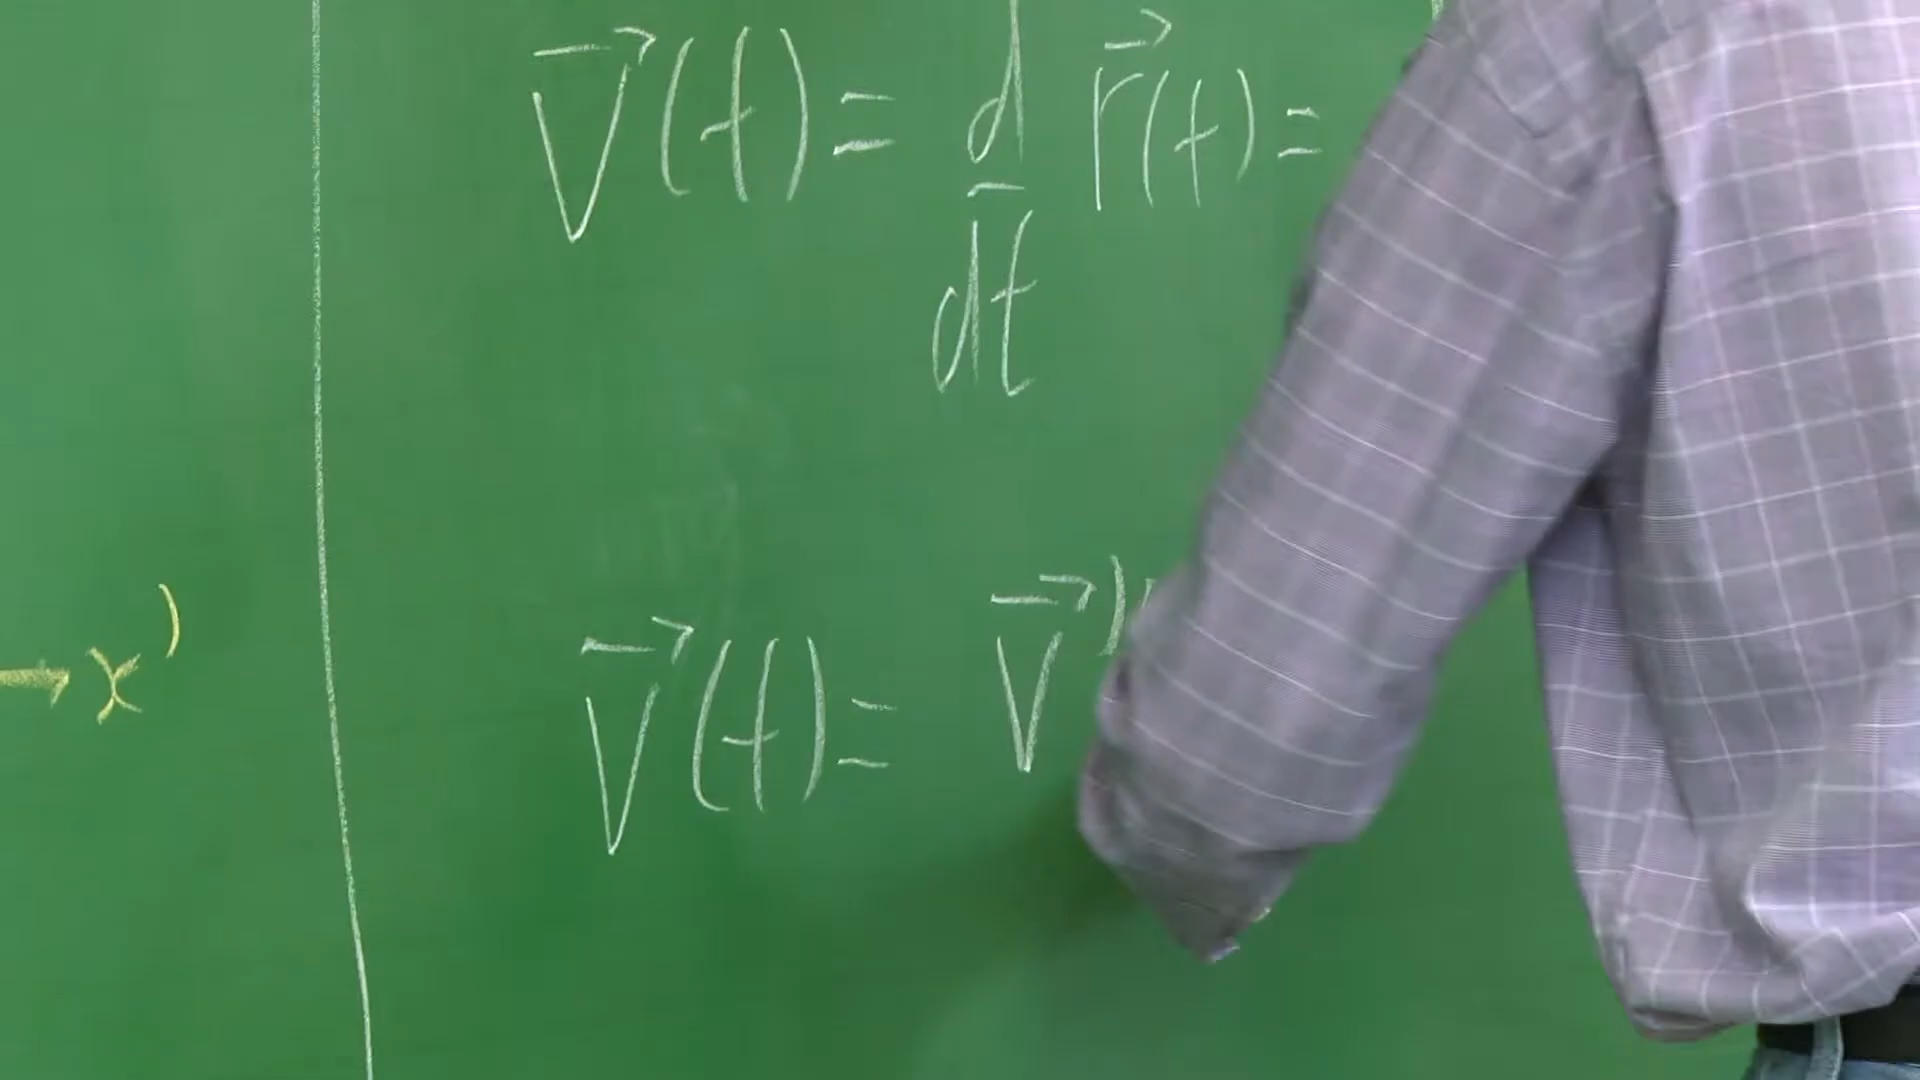 V⃗(t) = d/dt r⃗(t) =
V⃗(t) = V⃗'
x'